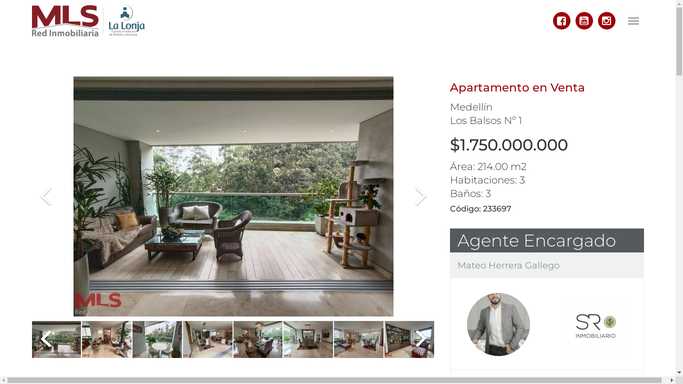 MLS
Red Inmobiliaria
La Lonja
Apartamento en Venta
Medellín
Los Balsos Nº 1
$1.750.000.000
Área: 214.00 m2
Habitaciones: 3
Baños: 3
Código: 233697
Agente Encargado
Mateo Herrera Gallego
MLS
SR
INMOBILIARIO